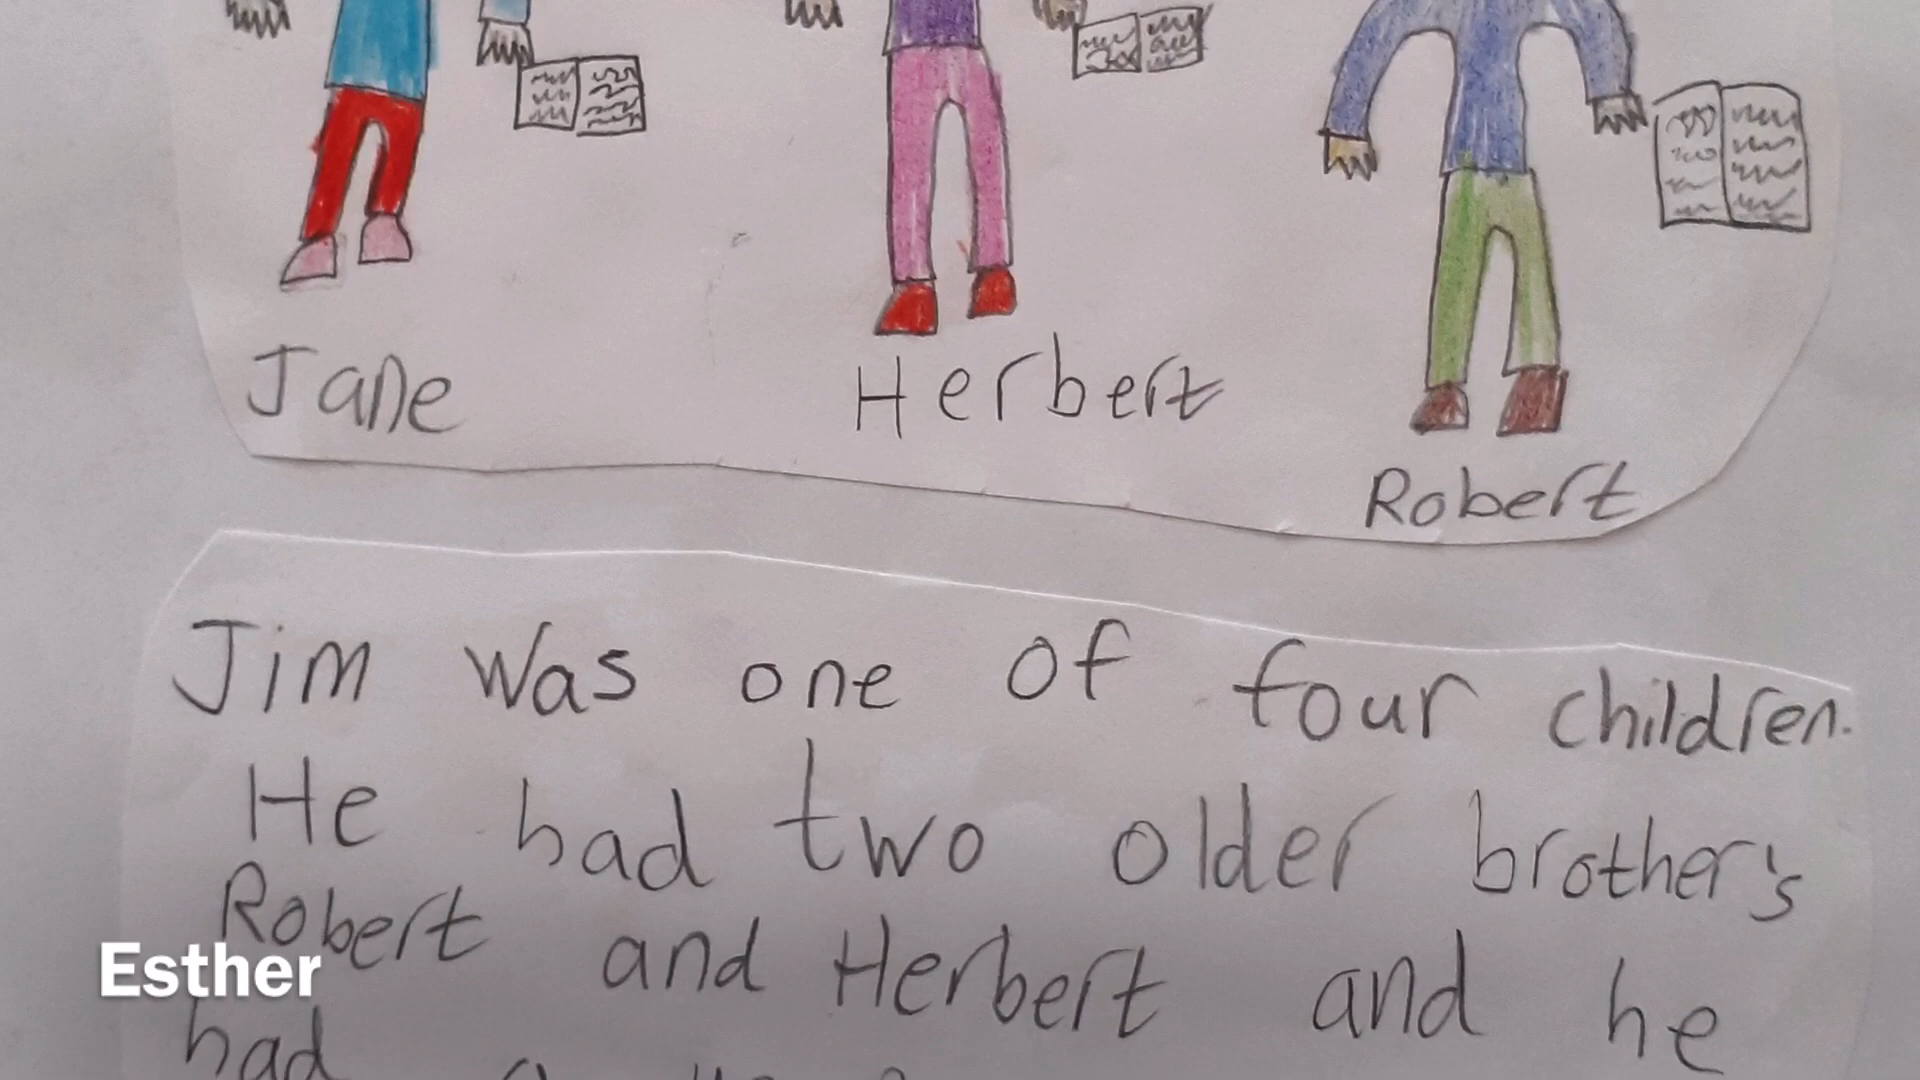 Jane
Herbert
Robert
Jim was one of four children.
He had two older brother's
Robert and Herbert and he
Esther
had